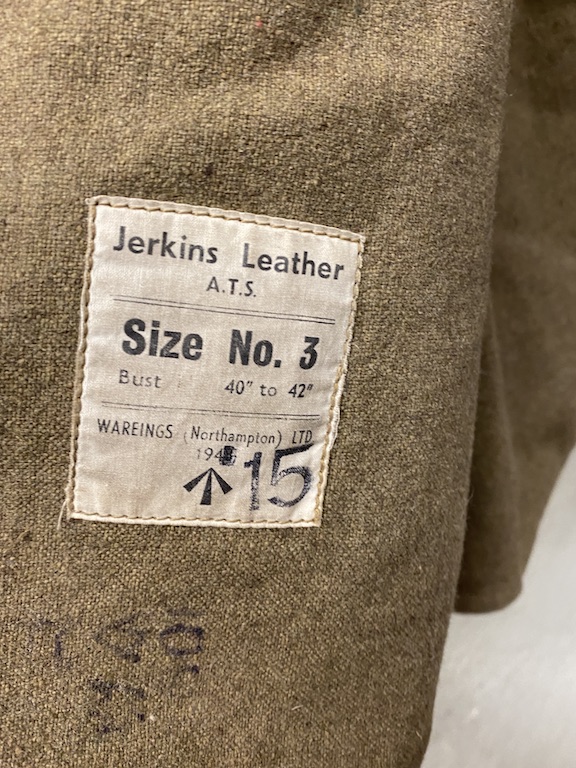 Jerkins Leather
A.T.S.
Size No. 3
Bust 40" to 42"
WAREINGS (Northampton) LTD
15